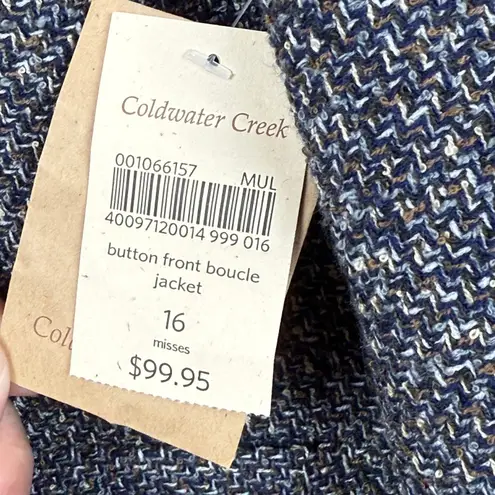 Coldwater Creek
001066157 MUL
40097120014 999 016
button front boucle
jacket
16
misses
$99.95
Col